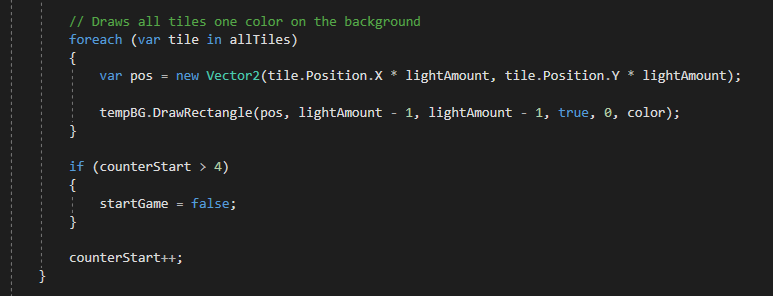 // Draws all tiles one color on the background
foreach (var tile in allTiles)
{
var pos = new Vector2(tile.Position.X * lightAmount, tile.Position.Y * lightAmount);
tempBG.DrawRectangle(pos, lightAmount - 1, lightAmount - 1, true, 0, color);
}
if (counterStart > 4)
{
startGame = false;
}
counterStart++;
}